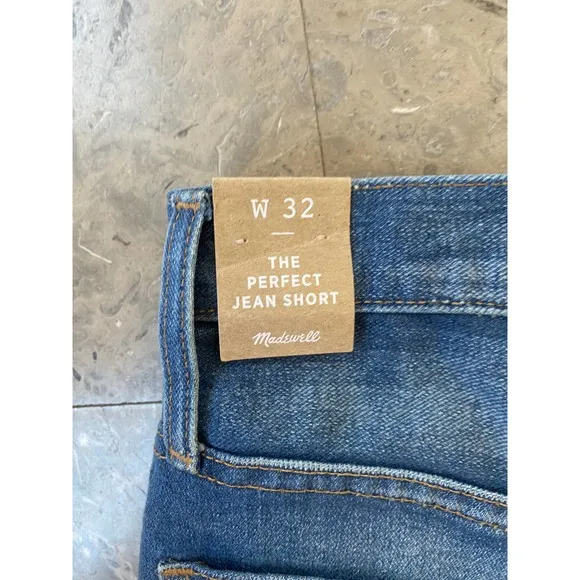 W 32
THE
PERFECT
JEAN SHORT
Madewell